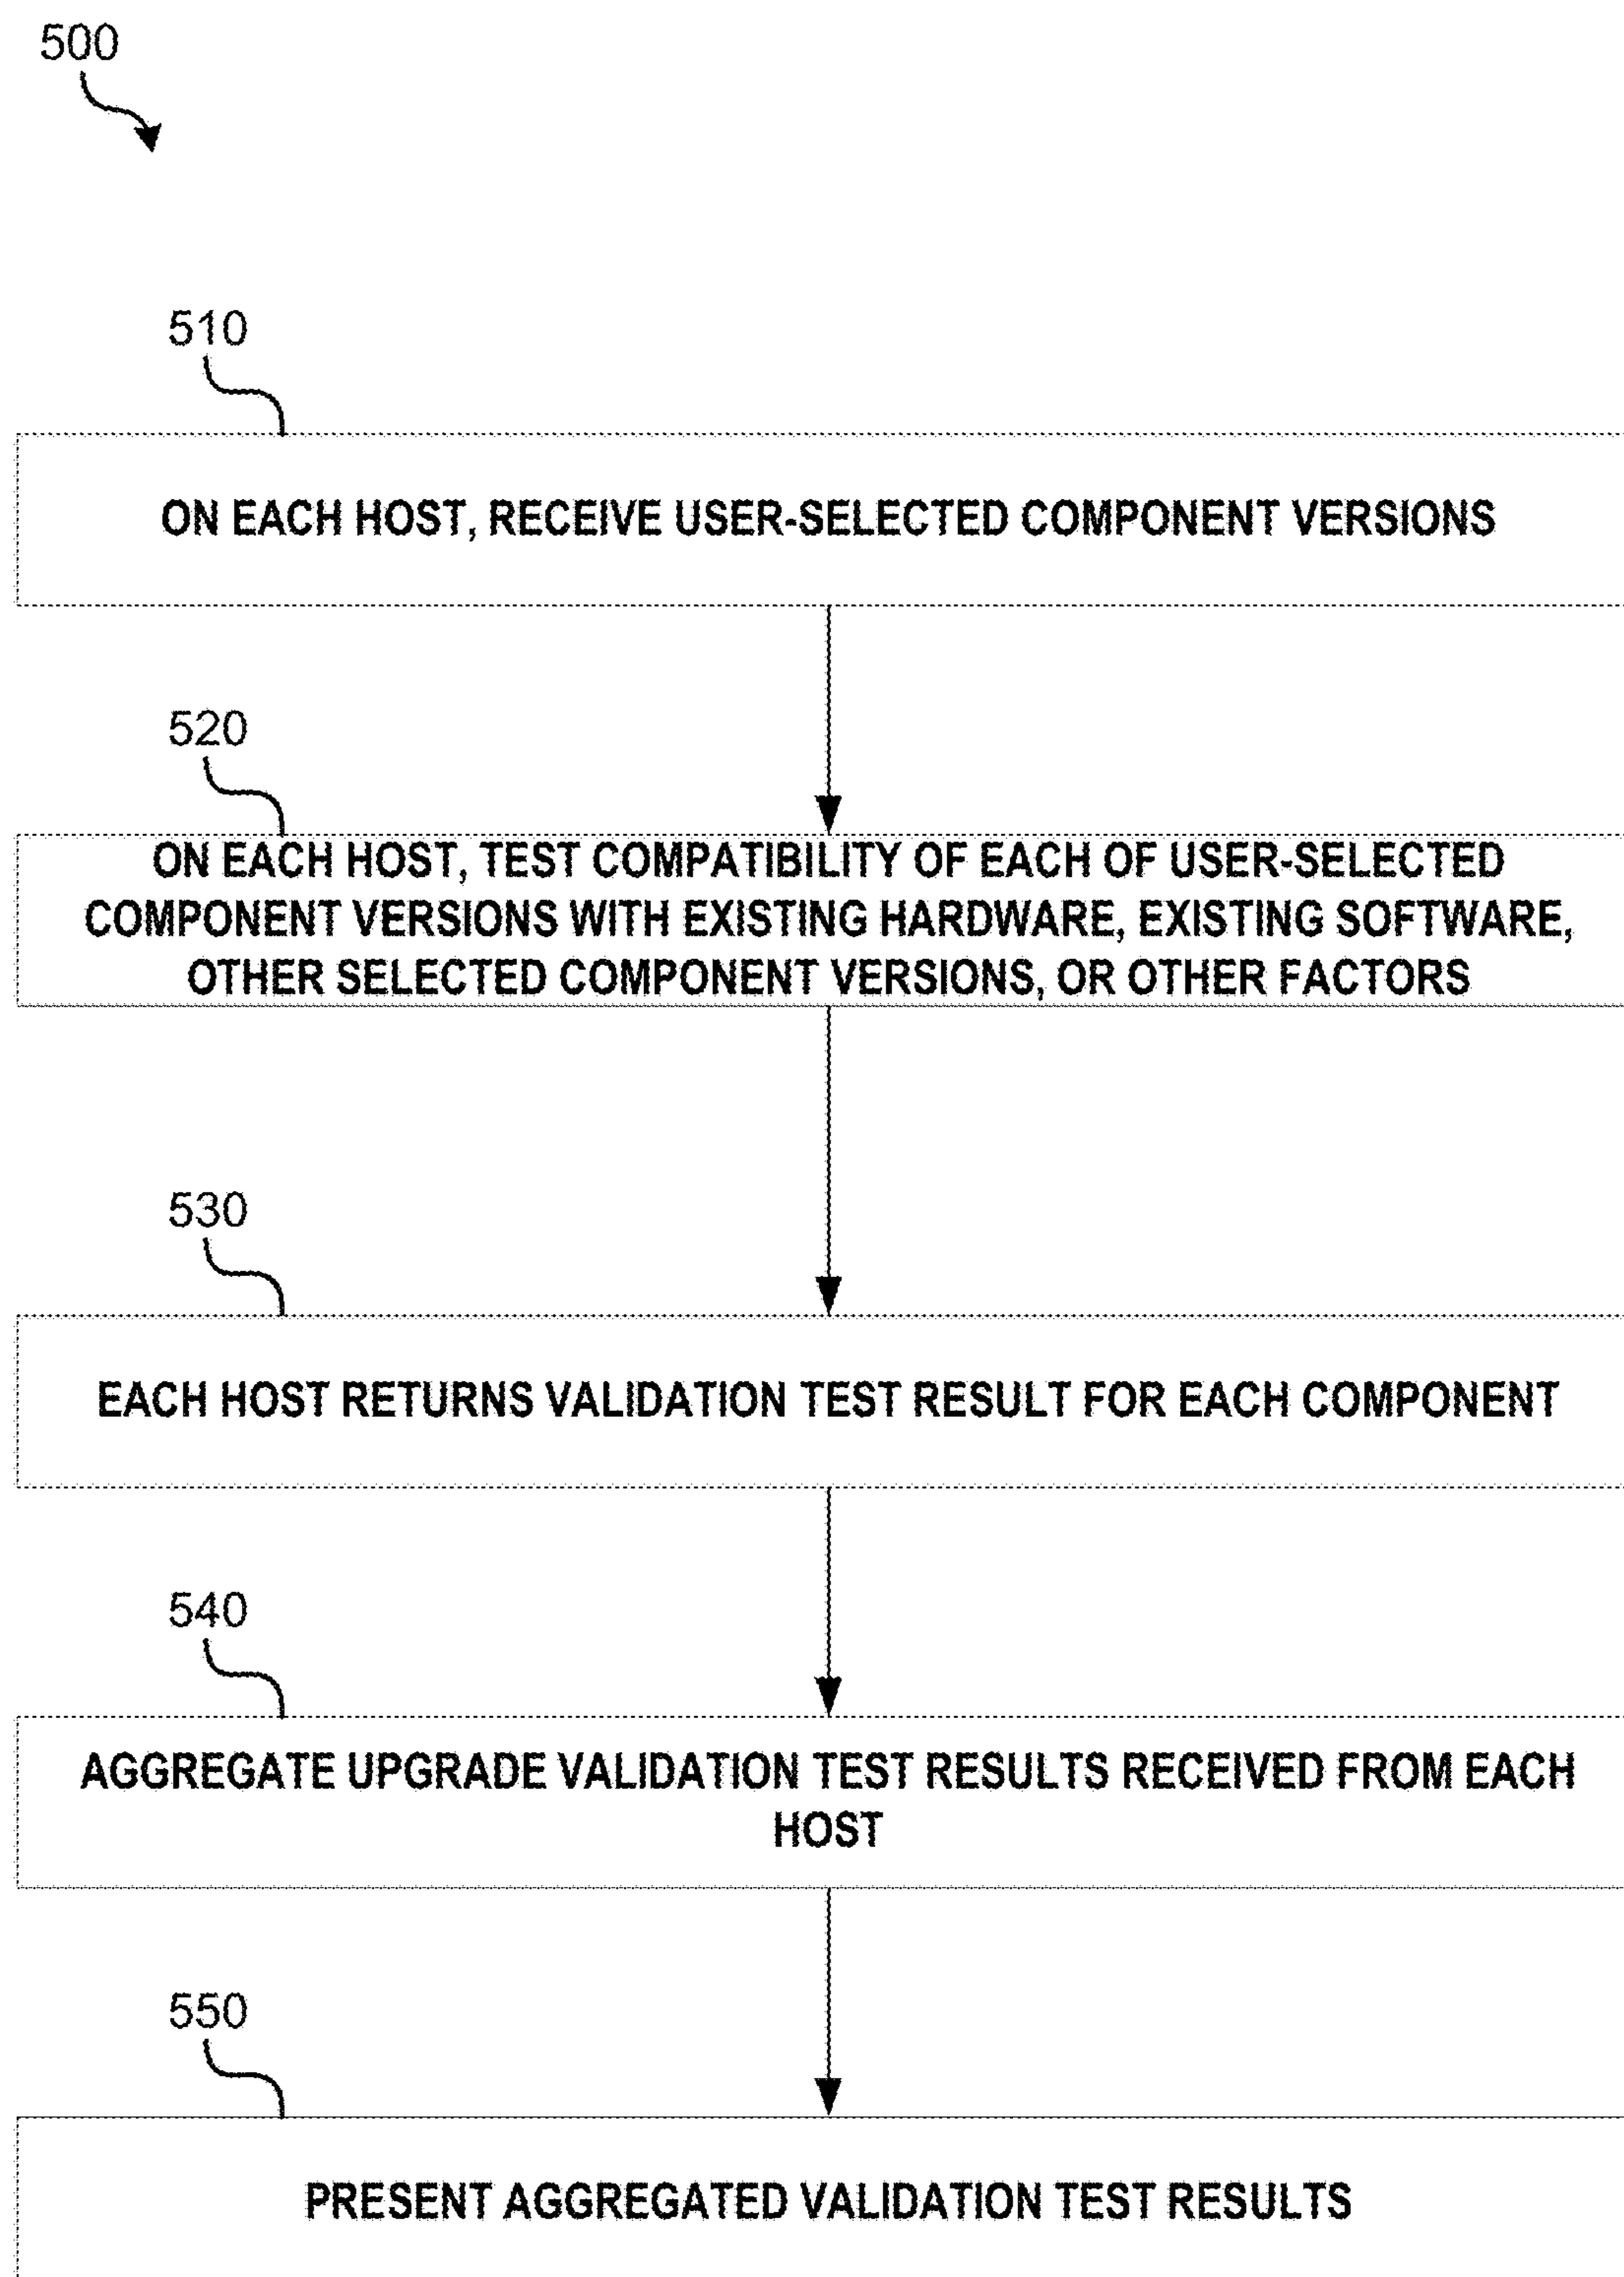 500
510
ON EACH HOST, RECEIVE USER-SELECTED COMPONENT VERSIONS
520
ON EACH HOST, TEST COMPATIBILITY OF EACH OF USER-SELECTED
COMPONENT VERSIONS WITH EXISTING HARDWARE, EXISTING SOFTWARE,
OTHER SELECTED COMPONENT VERSIONS, OR OTHER FACTORS
530
EACH HOST RETURNS VALIDATION TEST RESULT FOR EACH COMPONENT
540
AGGREGATE UPGRADE VALIDATION TEST RESULTS RECEIVED FROM EACH
HOST
550
PRESENT AGGREGATED VALIDATION TEST RESULTS